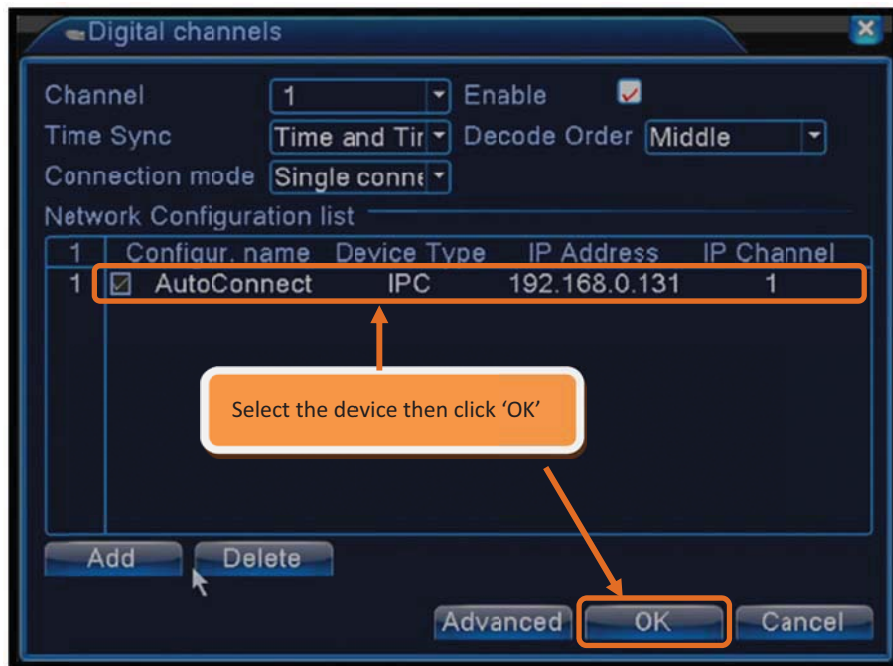 Digital channels
Channel 1 Enable
Time Sync Time and Tir Decode Order Middle
Connection mode Single conne
Network Configuration list
1 Configur. name Device Type IP Address IP Channel
1 AutoConnect IPC 192.168.0.131 1
Select the device then click ‘OK’
Add Delete
Advanced OK Cancel